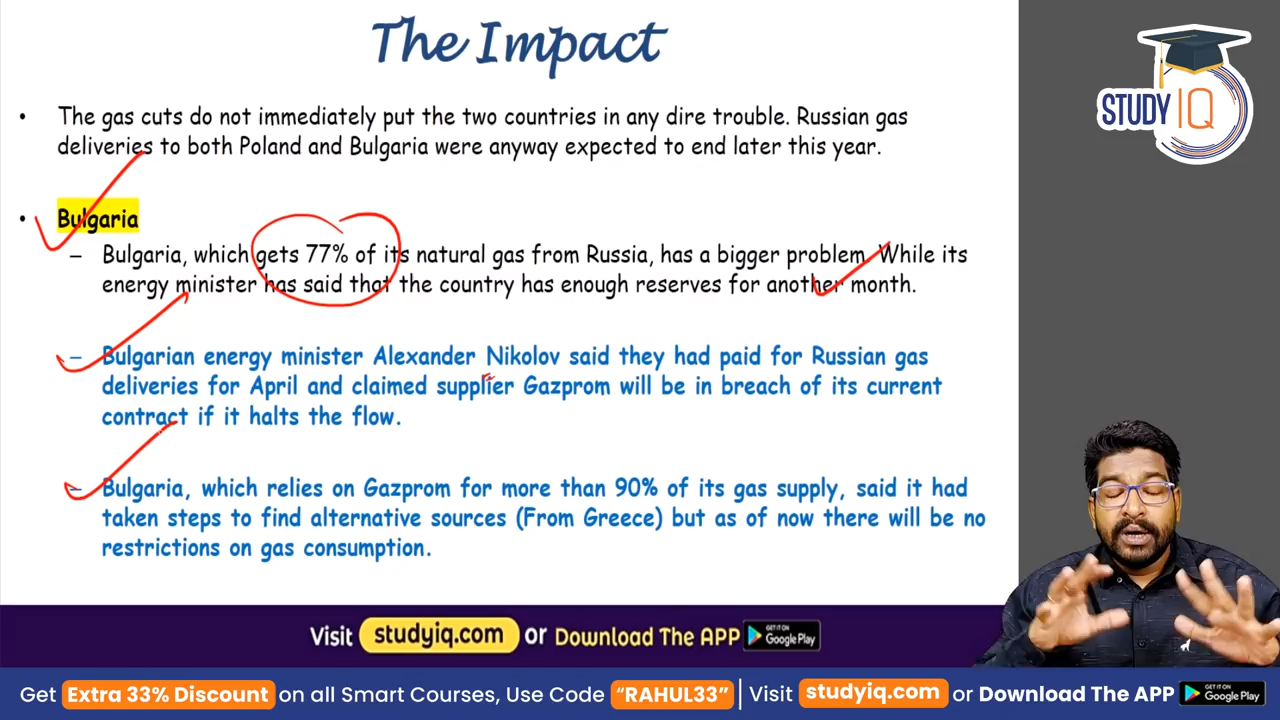 The Impact
• The gas cuts do not immediately put the two countries in any dire trouble. Russian gas
deliveries to both Poland and Bulgaria were anyway expected to end later this year.
• Bulgaria
– Bulgaria, which gets 77% of its natural gas from Russia, has a bigger problem. While its
energy minister has said that the country has enough reserves for another month.
– Bulgarian energy minister Alexander Nikolov said they had paid for Russian gas
deliveries for April and claimed supplier Gazprom will be in breach of its current
contract if it halts the flow.
– Bulgaria, which relies on Gazprom for more than 90% of its gas supply, said it had
taken steps to find alternative sources (From Greece) but as of now there will be no
restrictions on gas consumption.
STUDY IQ
Visit studyiq.com or Download The APP GET IT ON Google Play
Get Extra 33% Discount on all Smart Courses, Use Code “RAHUL33” | Visit studyiq.com or Download The APP GET IT ON Google Play